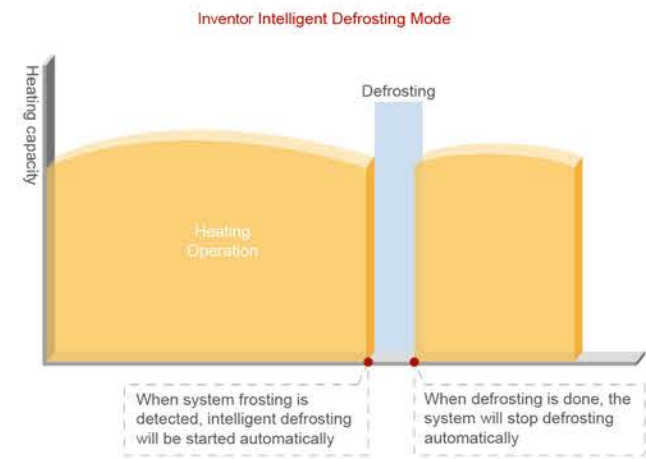 Inventor Intelligent Defrosting Mode
Heating capacity
Defrosting
Heating
Operation
When system frosting is
detected, intelligent defrosting
will be started automatically
When defrosting is done, the
system will stop defrosting
automatically